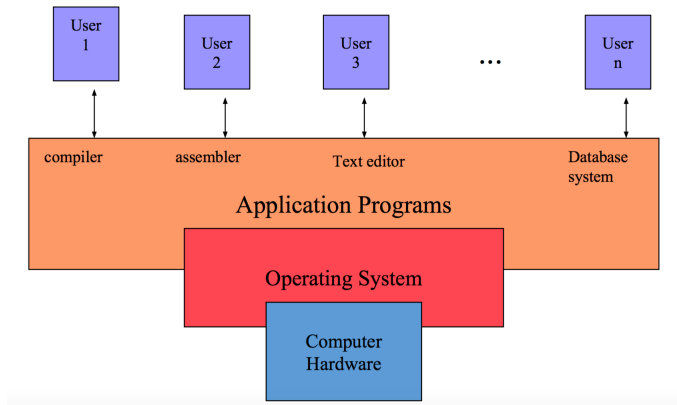 User
1
User
2
User
3
...
User
n
compiler
assembler
Text editor
Database
system
Application Programs
Operating System
Computer
Hardware